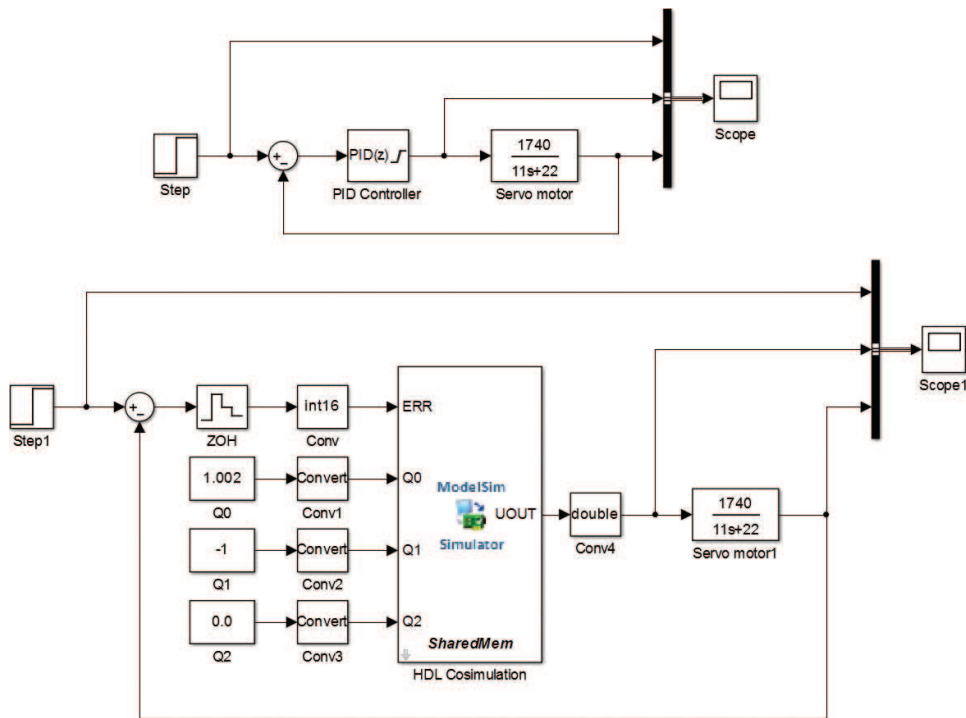 Scope
Step
+
−
PID(z)
PID Controller
1740
11s+22
Servo motor
Scope1
Step1
+
−
ZOH
int16
Conv
ERR
1.002
Q0
Convert
Conv1
Q0
-1
Q1
Convert
Conv2
Q1
0.0
Q2
Convert
Conv3
Q2
ModelSim
Simulator
UOUT
SharedMem
HDL Cosimulation
double
Conv4
1740
11s+22
Servo motor1